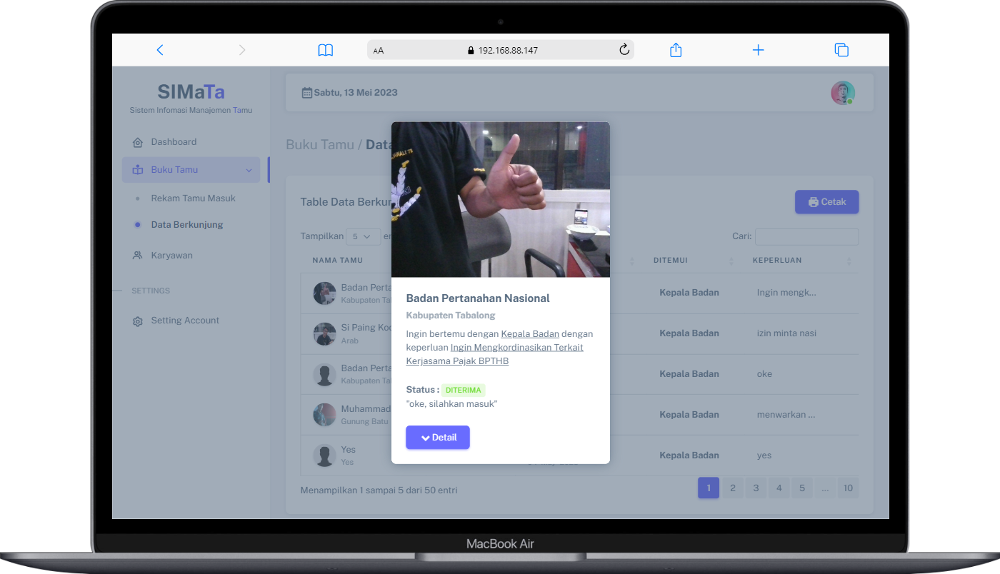 AA 192.168.88.147
SIMaTa
Sistem Infomasi Manajemen Tamu
Dashboard
Buku Tamu
Rekam Tamu Masuk
Data Berkunjung
Karyawan
SETTINGS
Setting Account
Sabtu, 13 Mei 2023
Buku Tamu / Data
Table Data Berkun
Cetak
Tampilkan 5 en
Cari:
NAMA TAMU DITEMUI KEPERLUAN
Badan Perta Kepala Badan Ingin mengk...
Kabupaten Ta
Si Paing Koc Kepala Badan izin minta nasi
Arab
Badan Perta Kepala Badan oke
Kabupaten Ta
Muhammad Kepala Badan menwarkan ...
Gunung Batu
Yes Kepala Badan yes
Yes
Menampilkan 1 sampai 5 dari 50 entri
1 2 3 4 5 ... 10
Badan Pertanahan Nasional
Kabupaten Tabalong
Ingin bertemu dengan Kepala Badan dengan
keperluan Ingin Mengkordinasikan Terkait
Kerjasama Pajak BPTHB
Status : DITERIMA
"oke, silahkan masuk"
Detail
MacBook Air